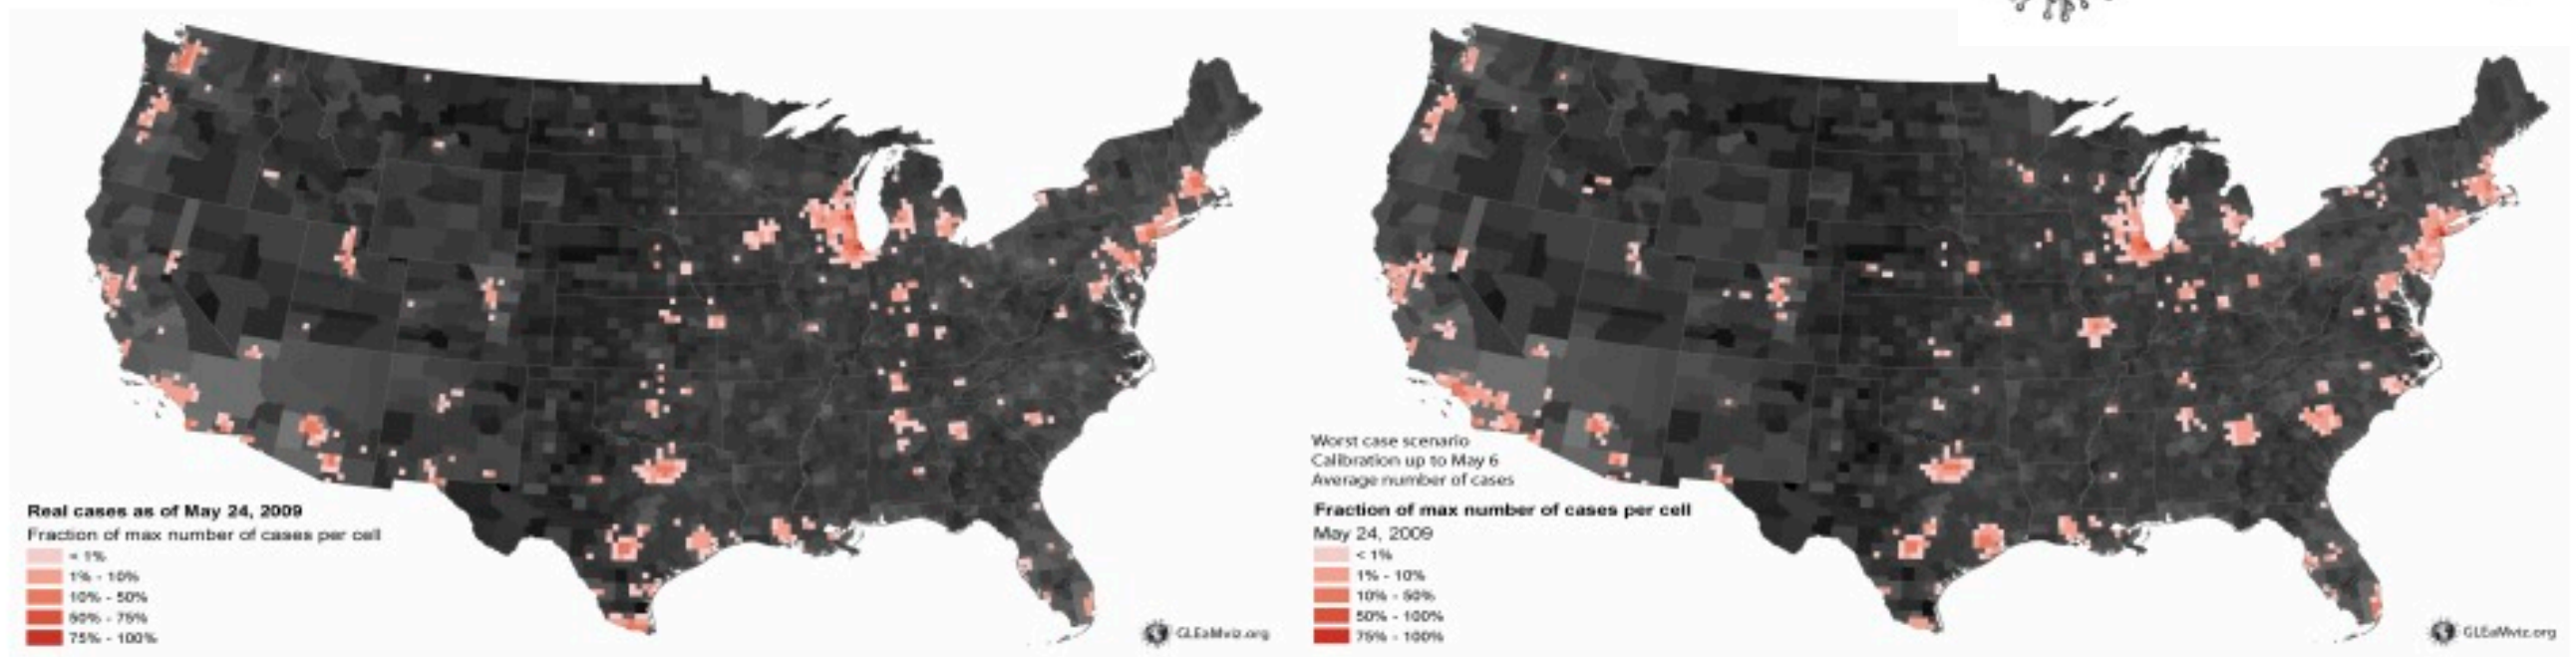 Real cases as of May 24, 2009
Fraction of max number of cases per cell
< 1%
1% - 10%
10% - 50%
50% - 75%
75% - 100%
GLEaMviz.org
Worst case scenario
Calibration up to May 6
Average number of cases
Fraction of max number of cases per cell
May 24, 2009
< 1%
1% - 10%
10% - 50%
50% - 100%
75% - 100%
GLEaMviz.org